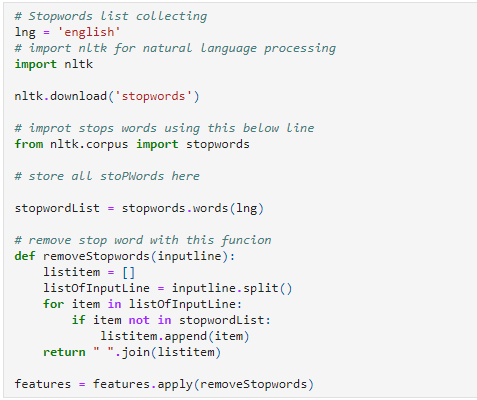 # Stopwords list collecting
lng = 'english'
# import nltk for natural language processing
import nltk

nltk.download('stopwords')

# improt stops words using this below line
from nltk.corpus import stopwords

# store all stoPWords here

stopwordList = stopwords.words(lng)

# remove stop word with this funcion
def removeStopwords(inputline):
    listitem = []
    listOfInputLine = inputline.split()
    for item in listOfInputLine:
        if item not in stopwordList:
            listitem.append(item)
    return " ".join(listitem)

features = features.apply(removeStopwords)